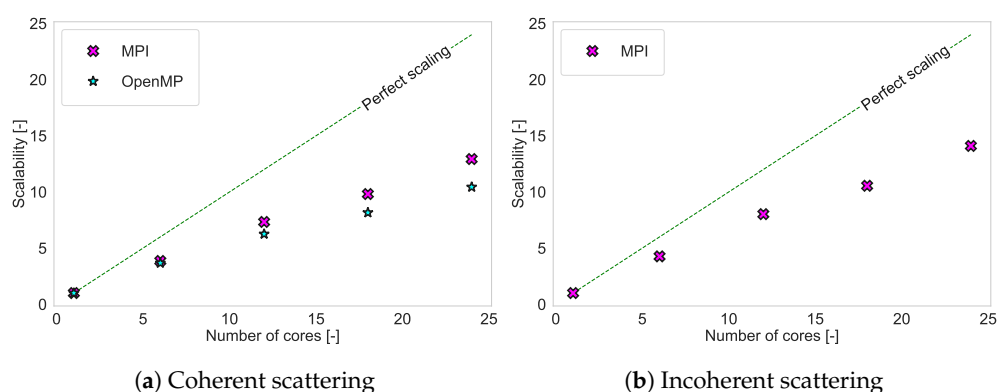 25
20
15
10
5
0
Scalability [-]
MPI
OpenMP
Perfect scaling
0 5 10 15 20 25
Number of cores [-]
(a) Coherent scattering
25
20
15
10
5
0
Scalability [-]
MPI
Perfect scaling
0 5 10 15 20 25
Number of cores [-]
(b) Incoherent scattering